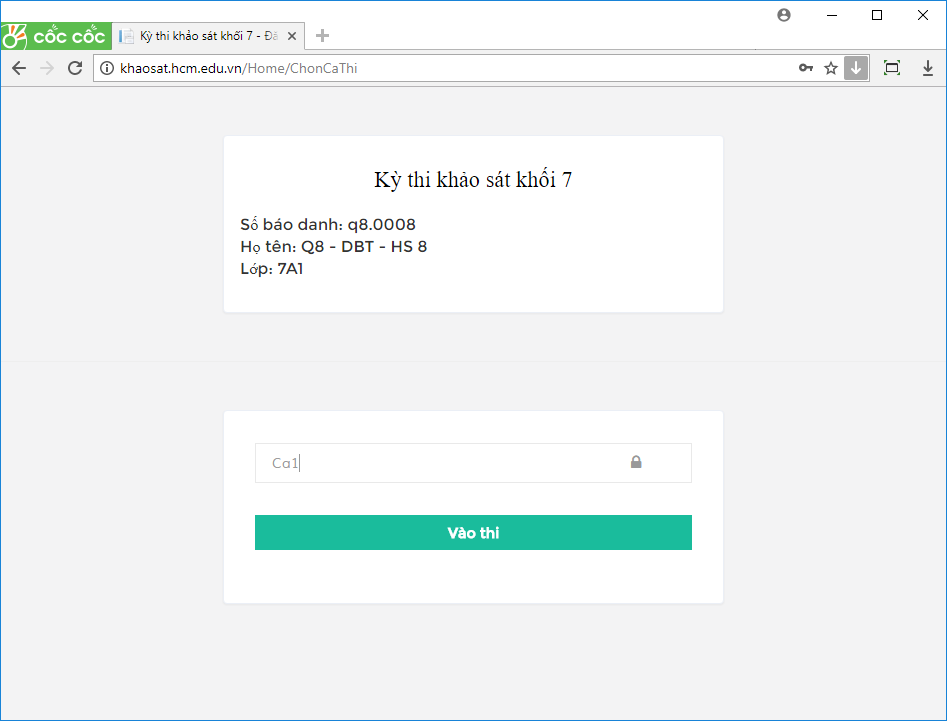 cốc cốc
Kỳ thi khảo sát khối 7 - Đă
khaosat.hcm.edu.vn/Home/ChonCaThi
Kỳ thi khảo sát khối 7
Số báo danh: q8.0008
Họ tên: Q8 - DBT - HS 8
Lớp: 7A1
Ca1
Vào thi